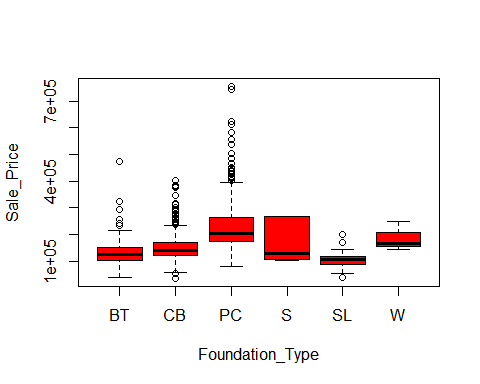 Sale_Price
7e+05
4e+05
1e+05
BT CB PC S SL W
Foundation_Type